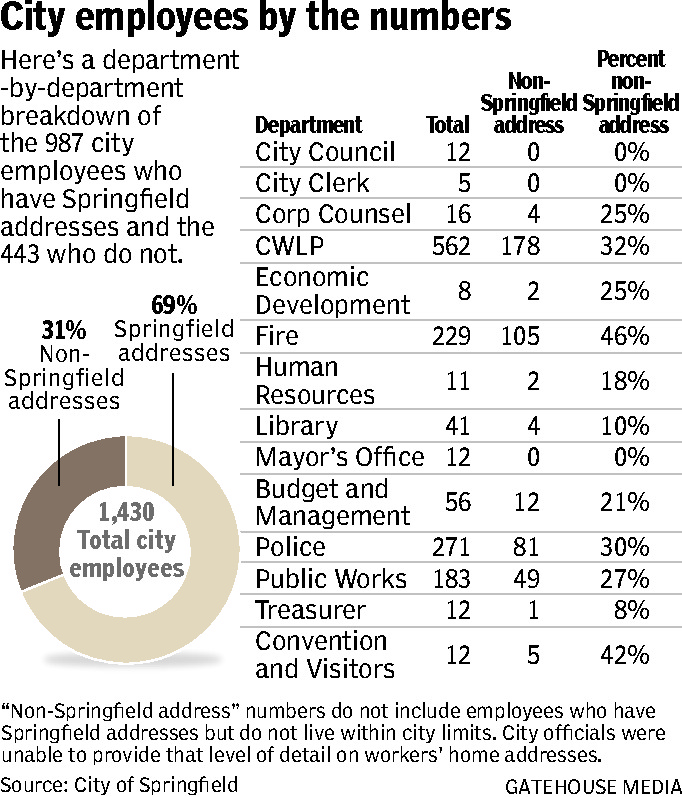 City employees by the numbers
Here’s a department
-by-department
breakdown of
the 987 city
employees who
have Springfield
addresses and the
443 who do not.
69%
Springfield
addresses
31%
Non-
Springfield
addresses
1,430
Total city
employees
Percent
Non- non-
Springfield Springfield
Department Total address address
City Council 12 0 0%
City Clerk 5 0 0%
Corp Counsel 16 4 25%
CWLP 562 178 32%
Economic
Development 8 2 25%
Fire 229 105 46%
Human
Resources 11 2 18%
Library 41 4 10%
Mayor’s Office 12 0 0%
Budget and
Management 56 12 21%
Police 271 81 30%
Public Works 183 49 27%
Treasurer 12 1 8%
Convention
and Visitors 12 5 42%
“Non-Springfield address” numbers do not include employees who have
Springfield addresses but do not live within city limits. City officials were
unable to provide that level of detail on workers’ home addresses.
Source: City of Springfield
GATEHOUSE MEDIA